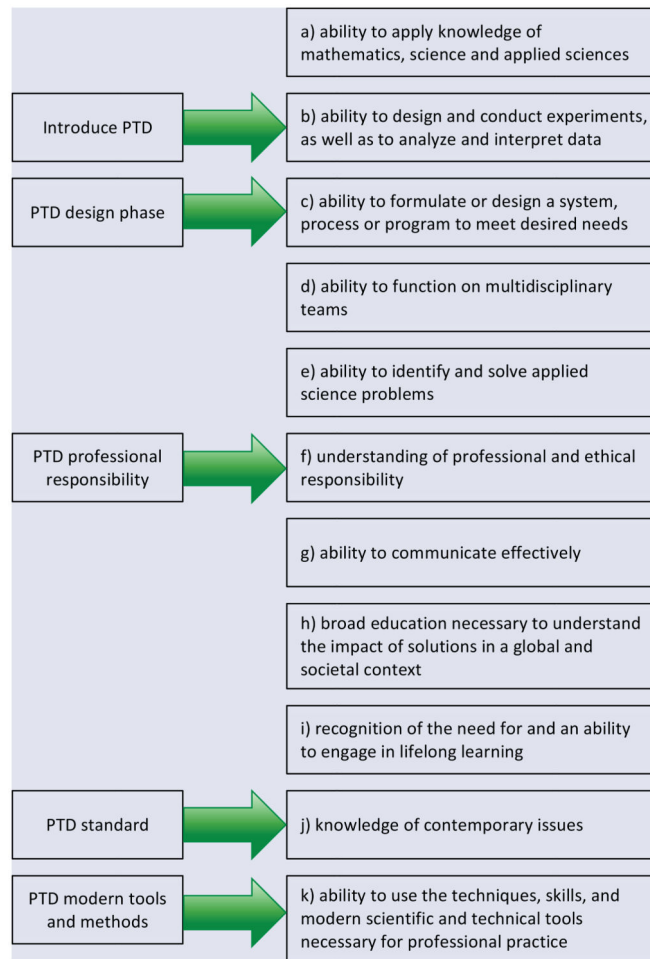 a) ability to apply knowledge of
mathematics, science and applied sciences
Introduce PTD
b) ability to design and conduct experiments,
as well as to analyze and interpret data
PTD design phase
c) ability to formulate or design a system,
process or program to meet desired needs
d) ability to function on multidisciplinary
teams
e) ability to identify and solve applied
science problems
PTD professional
responsibility
f) understanding of professional and ethical
responsibility
g) ability to communicate effectively
h) broad education necessary to understand
the impact of solutions in a global and
societal context
i) recognition of the need for and an ability
to engage in lifelong learning
PTD standard
j) knowledge of contemporary issues
PTD modern tools
and methods
k) ability to use the techniques, skills, and
modern scientific and technical tools
necessary for professional practice